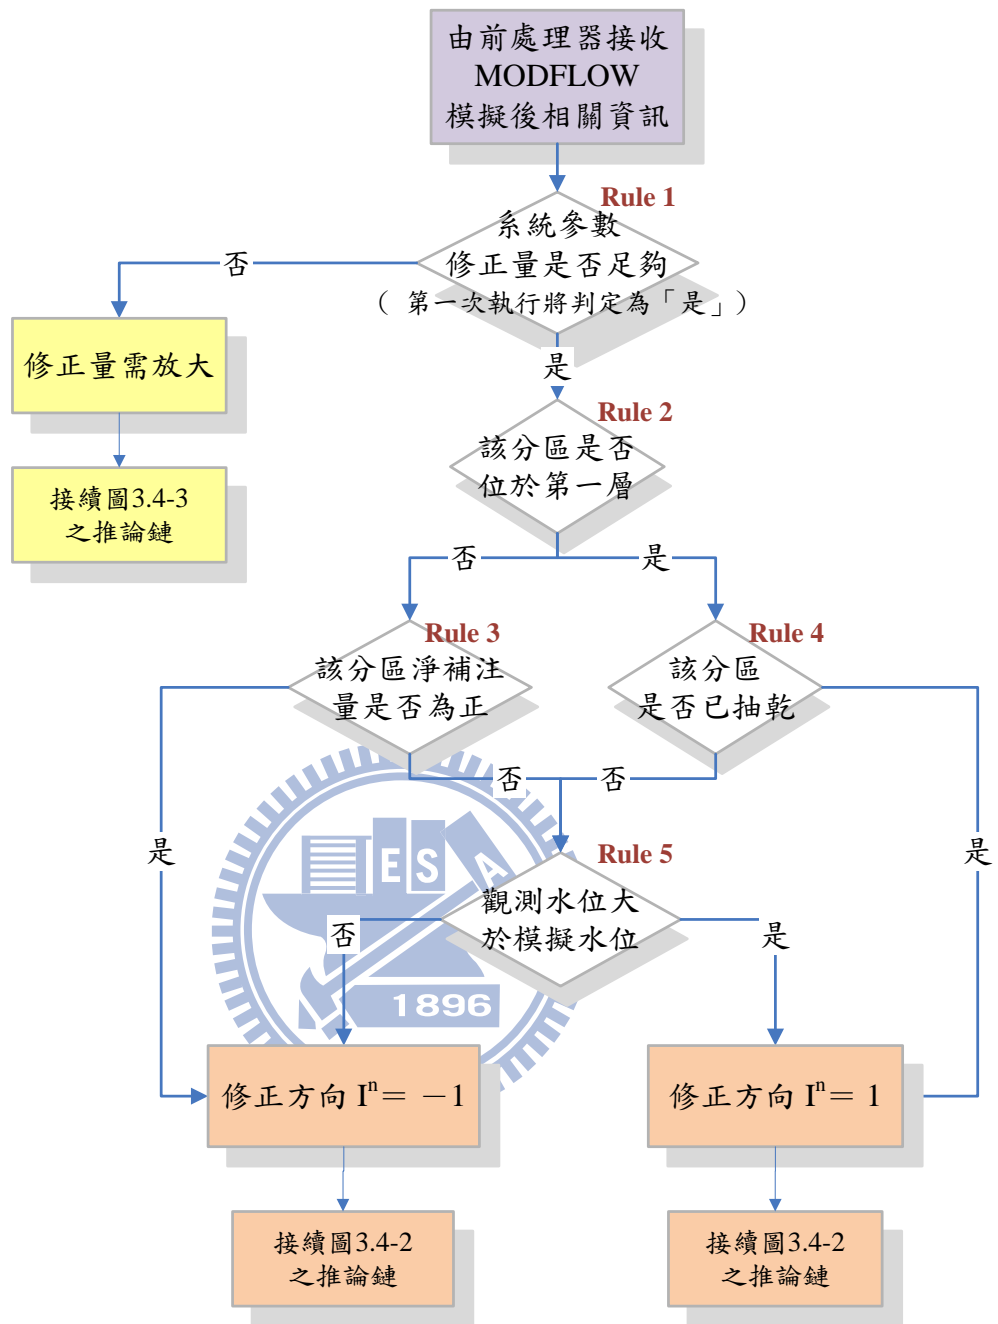 由前處理器接收
MODFLOW
模擬後相關資訊
Rule 1
系統參數
修正量是否足夠
（ 第一次執行將判定為「是」）
否
是
修正量需放大
接續圖3.4-3
之推論鏈
Rule 2
該分區是否
位於第一層
否
是
Rule 3
該分區淨補注
量是否為正
Rule 4
該分區
是否已抽乾
否
否
是
是
Rule 5
觀測水位大
於模擬水位
否
是
E S A
1896
修正方向 Iⁿ＝ －1
修正方向 Iⁿ＝ 1
接續圖3.4-2
之推論鏈
接續圖3.4-2
之推論鏈